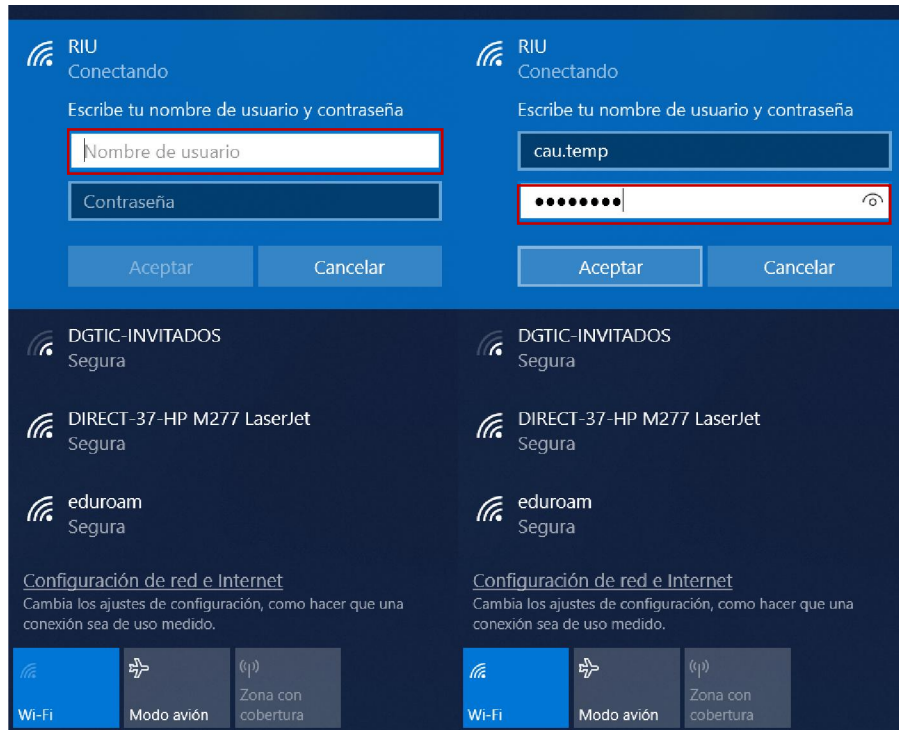 RIU
Conectando
Escribe tu nombre de usuario y contraseña
Nombre de usuario
Contraseña
Aceptar
Cancelar
DGTIC-INVITADOS
Segura
DIRECT-37-HP M277 LaserJet
Segura
eduroam
Segura
Configuración de red e Internet
Cambia los ajustes de configuración, como hacer que una
conexión sea de uso medido.
Wi-Fi
Modo avión
Zona con
cobertura
RIU
Conectando
Escribe tu nombre de usuario y contraseña
cau.temp
●●●●●●●●
Aceptar
Cancelar
DGTIC-INVITADOS
Segura
DIRECT-37-HP M277 LaserJet
Segura
eduroam
Segura
Configuración de red e Internet
Cambia los ajustes de configuración, como hacer que una
conexión sea de uso medido.
Wi-Fi
Modo avión
Zona con
cobertura